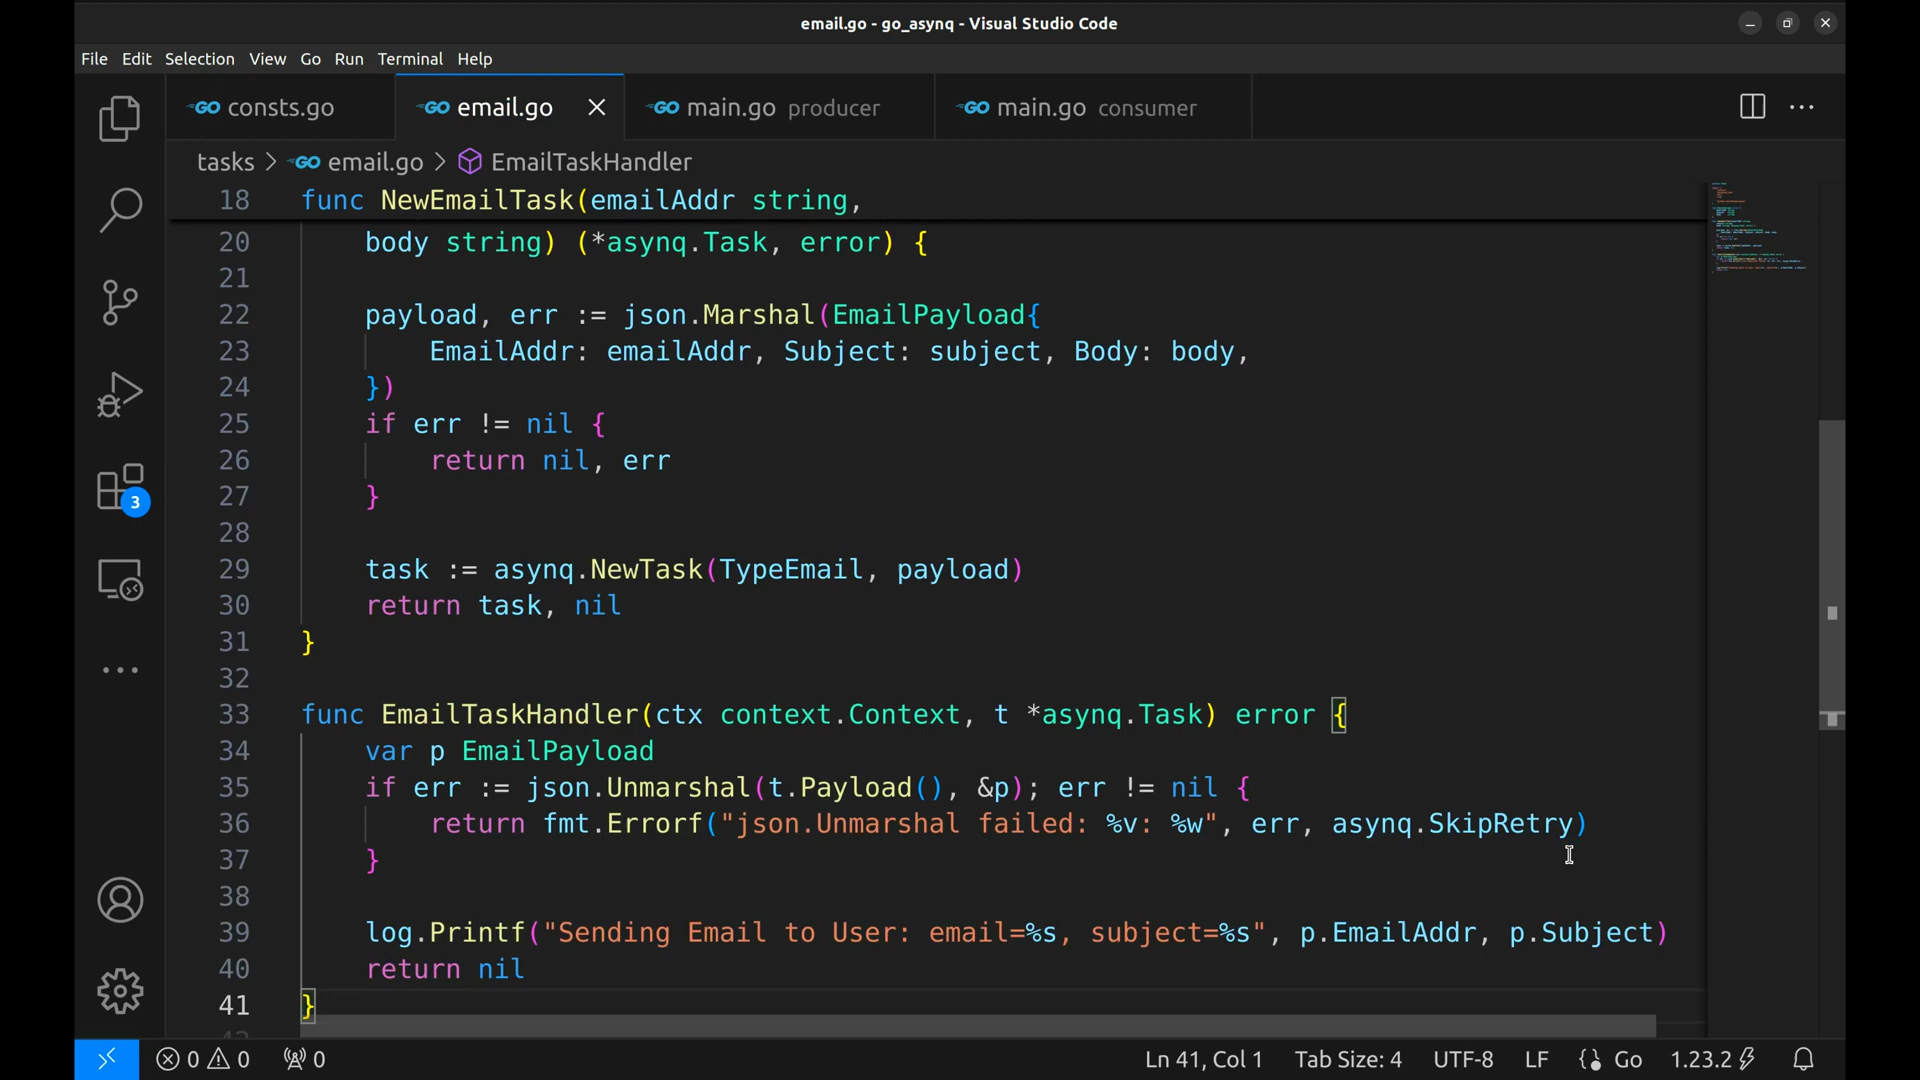 email.go - go_asynq - Visual Studio Code
File Edit Selection View Go Run Terminal Help
GO consts.go GO email.go GO main.go producer GO main.go consumer
tasks > GO email.go > EmailTaskHandler
18 func NewEmailTask(emailAddr string,
20 body string) (*asynq.Task, error) {
21
22 payload, err := json.Marshal(EmailPayload{
23 EmailAddr: emailAddr, Subject: subject, Body: body,
24 })
25 if err != nil {
26 return nil, err
27 }
28
29 task := asynq.NewTask(TypeEmail, payload)
30 return task, nil
31 }
32
33 func EmailTaskHandler(ctx context.Context, t *asynq.Task) error {
34 var p EmailPayload
35 if err := json.Unmarshal(t.Payload(), &p); err != nil {
36 return fmt.Errorf("json.Unmarshal failed: %v: %w", err, asynq.SkipRetry)
37 }
38
39 log.Printf("Sending Email to User: email=%s, subject=%s", p.EmailAddr, p.Subject)
40 return nil
41 }
3
0 0 0 Ln 41, Col 1 Tab Size: 4 UTF-8 LF {} Go 1.23.2